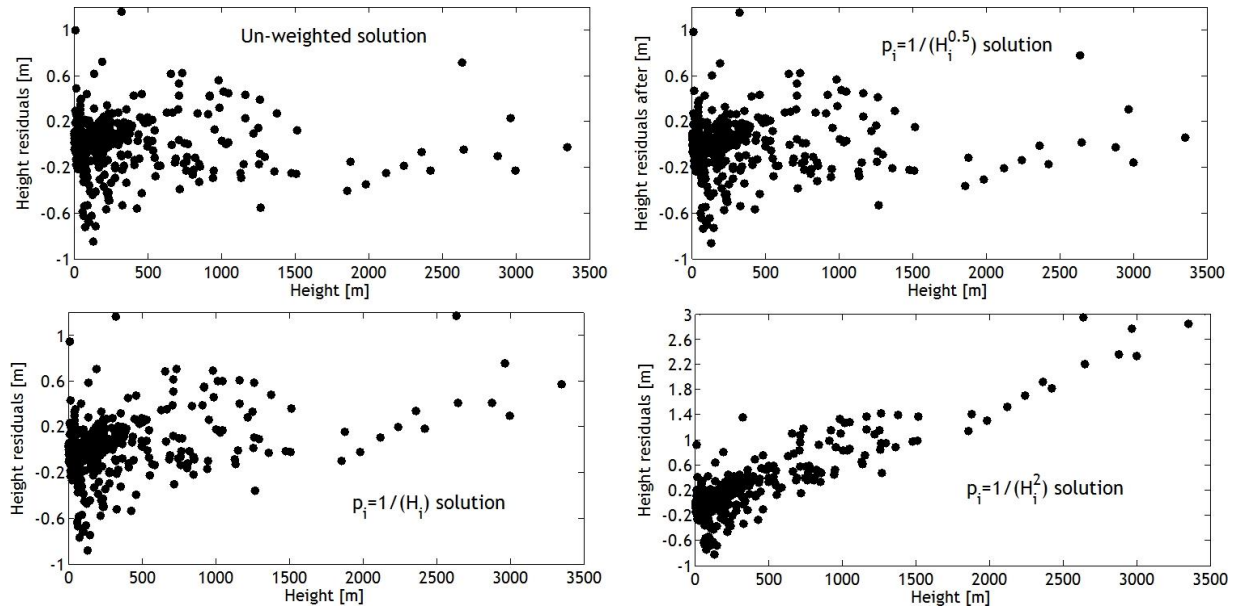 Un-weighted solution
Height residuals [m]
1
0.6
0.2
-0.2
-0.6
-1
0 500 1000 1500 2000 2500 3000 3500
Height [m]
p_i=1/(H_i^0.5) solution
Height residuals after [m]
1
0.6
0.2
-0.2
-0.6
-1
0 500 1000 1500 2000 2500 3000 3500
Height [m]
p_i=1/(H_i) solution
Height residuals [m]
1
0.6
0.2
-0.2
-0.6
-1
0 500 1000 1500 2000 2500 3000 3500
Height [m]
p_i=1/(H_i^2) solution
Height residuals [m]
3
2.6
2.2
1.8
1.4
1
0.6
0.2
-0.2
-0.6
-1
0 500 1000 1500 2000 2500 3000 3500
Height [m]